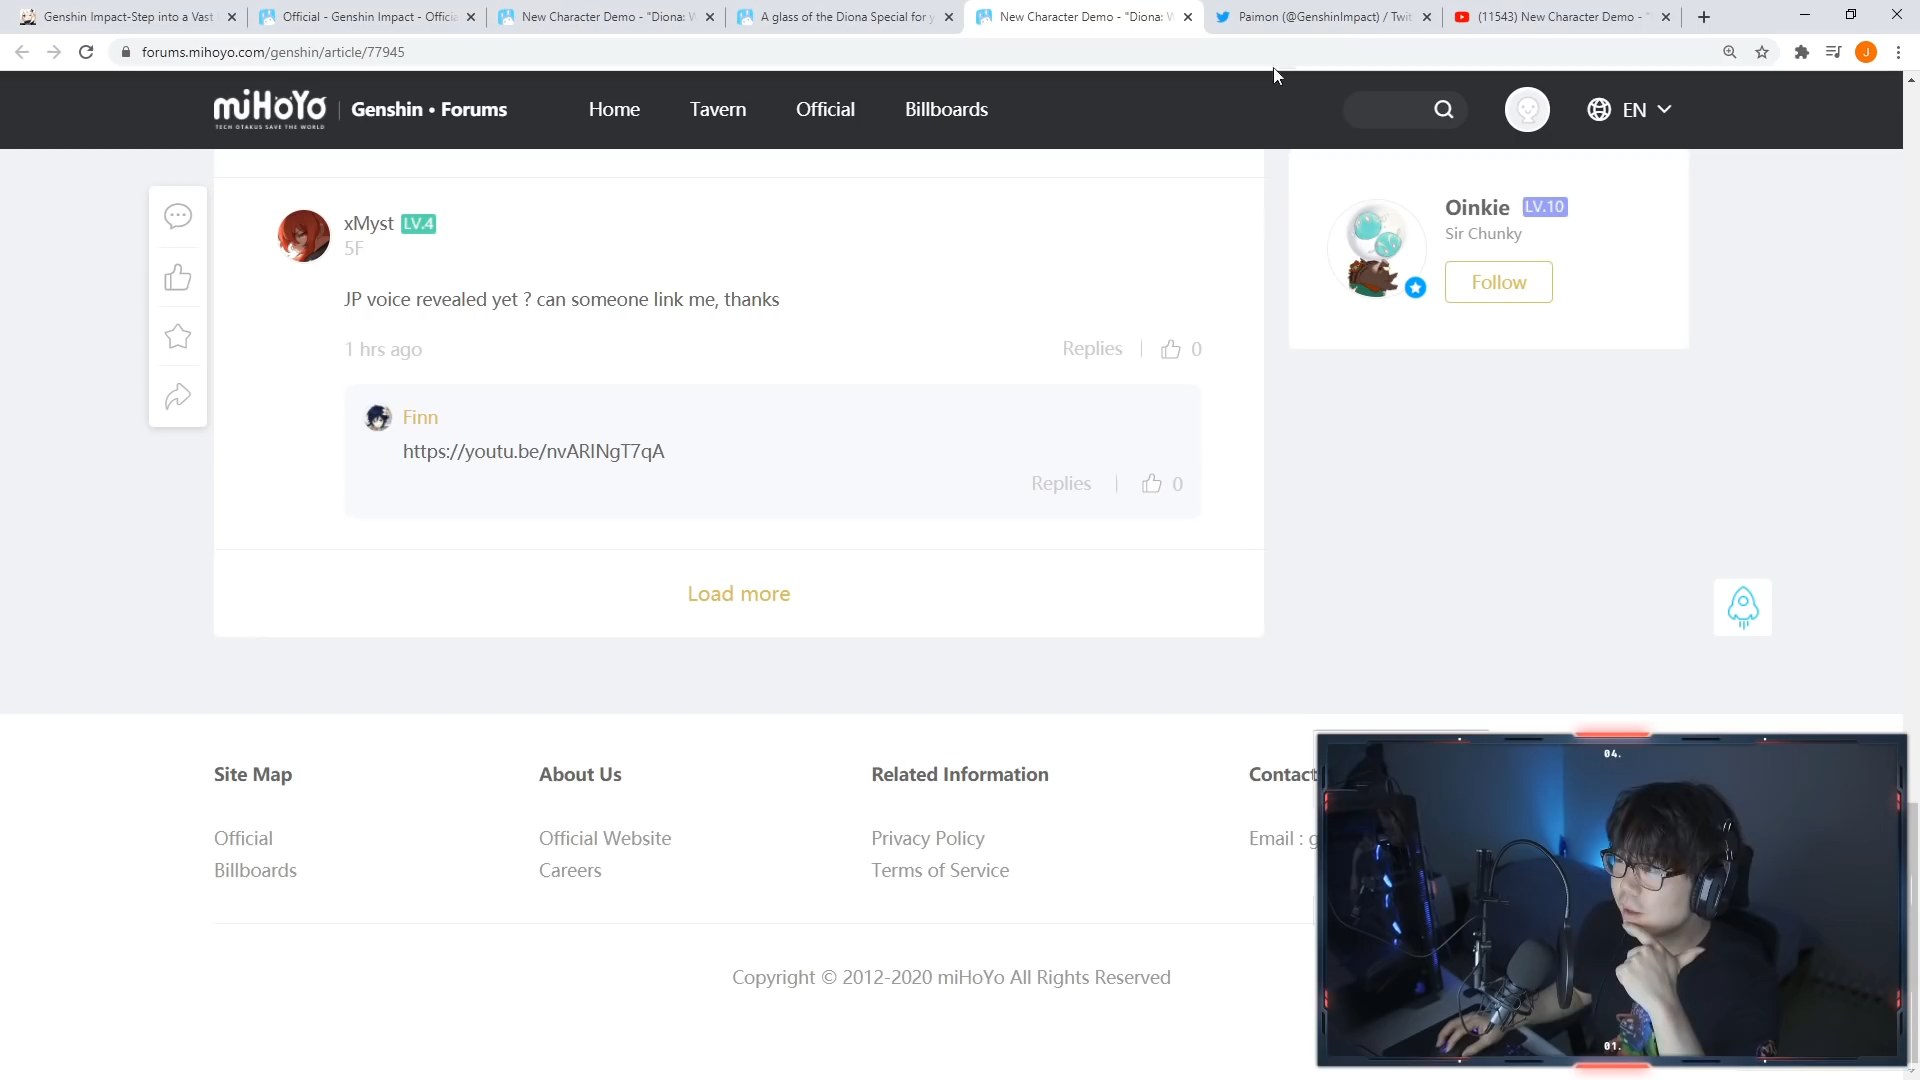 Genshin Impact-Step into a Vast
Official - Genshin Impact - Officia
New Character Demo - "Diona: W
A glass of the Diona Special for y
New Character Demo - "Diona: W
Paimon (@GenshinImpact) / Twit
(11543) New Character Demo - "
forums.mihoyo.com/genshin/article/77945
J
miHoYo
TECH OTAKUS SAVE THE WORLD
Genshin • Forums
Home
Tavern
Official
Billboards
EN
xMyst LV.4
5F
JP voice revealed yet ? can someone link me, thanks
1 hrs ago
Replies
0
Finn
https://youtu.be/nvARINgT7qA
Replies
0
Load more
Oinkie LV.10
Sir Chunky
Follow
Site Map
About Us
Related Information
Contact
Official
Official Website
Privacy Policy
Email : g
Billboards
Careers
Terms of Service
Copyright © 2012-2020 miHoYo All Rights Reserved
04.
01.